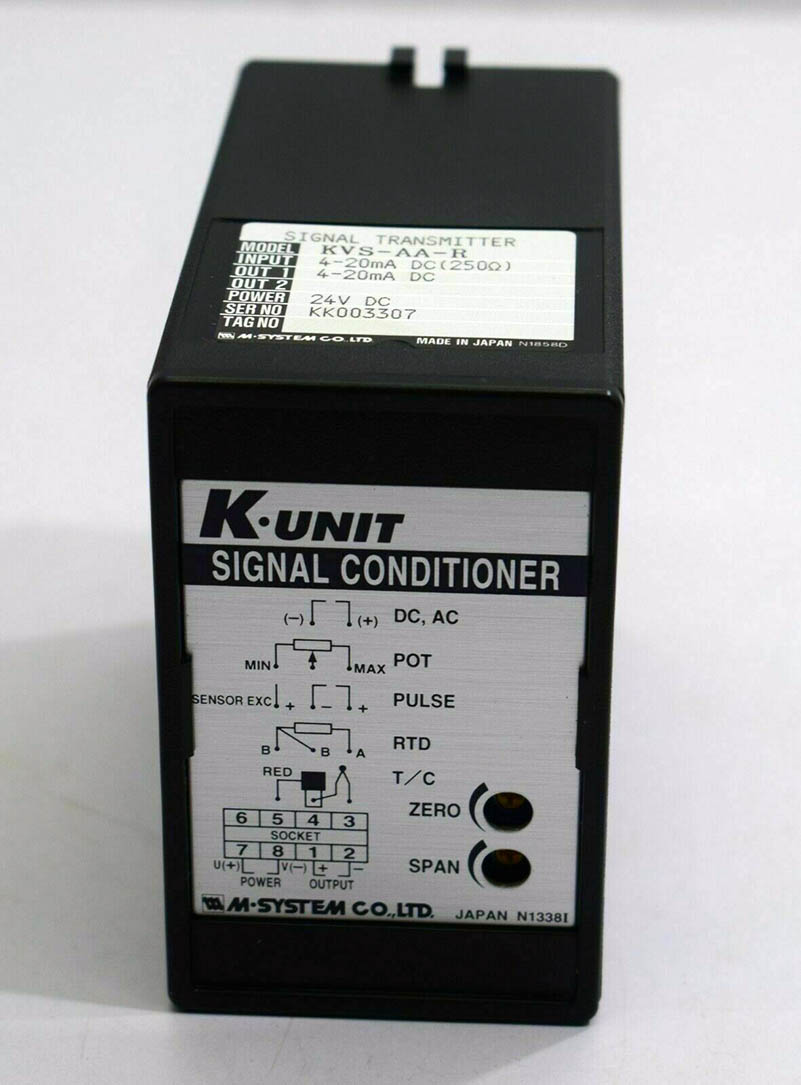 SIGNAL TRANSMITTER
MODEL KVS-AA-R
INPUT 4-20mA DC(250Ω)
OUT 1 4-20mA DC
OUT 2
POWER 24V DC
SER NO KK003307
TAG NO
M-SYSTEM CO.,LTD. MADE IN JAPAN N1858D
K·UNIT
SIGNAL CONDITIONER
(−) (+) DC, AC
MIN MAX POT
SENSOR EXC + − + PULSE
B B A RTD
RED T/C
ZERO
6 5 4 3
SOCKET
7 8 1 2
SPAN
U(+) V(−) + −
POWER OUTPUT
M·SYSTEM CO.,LTD. JAPAN N1338I